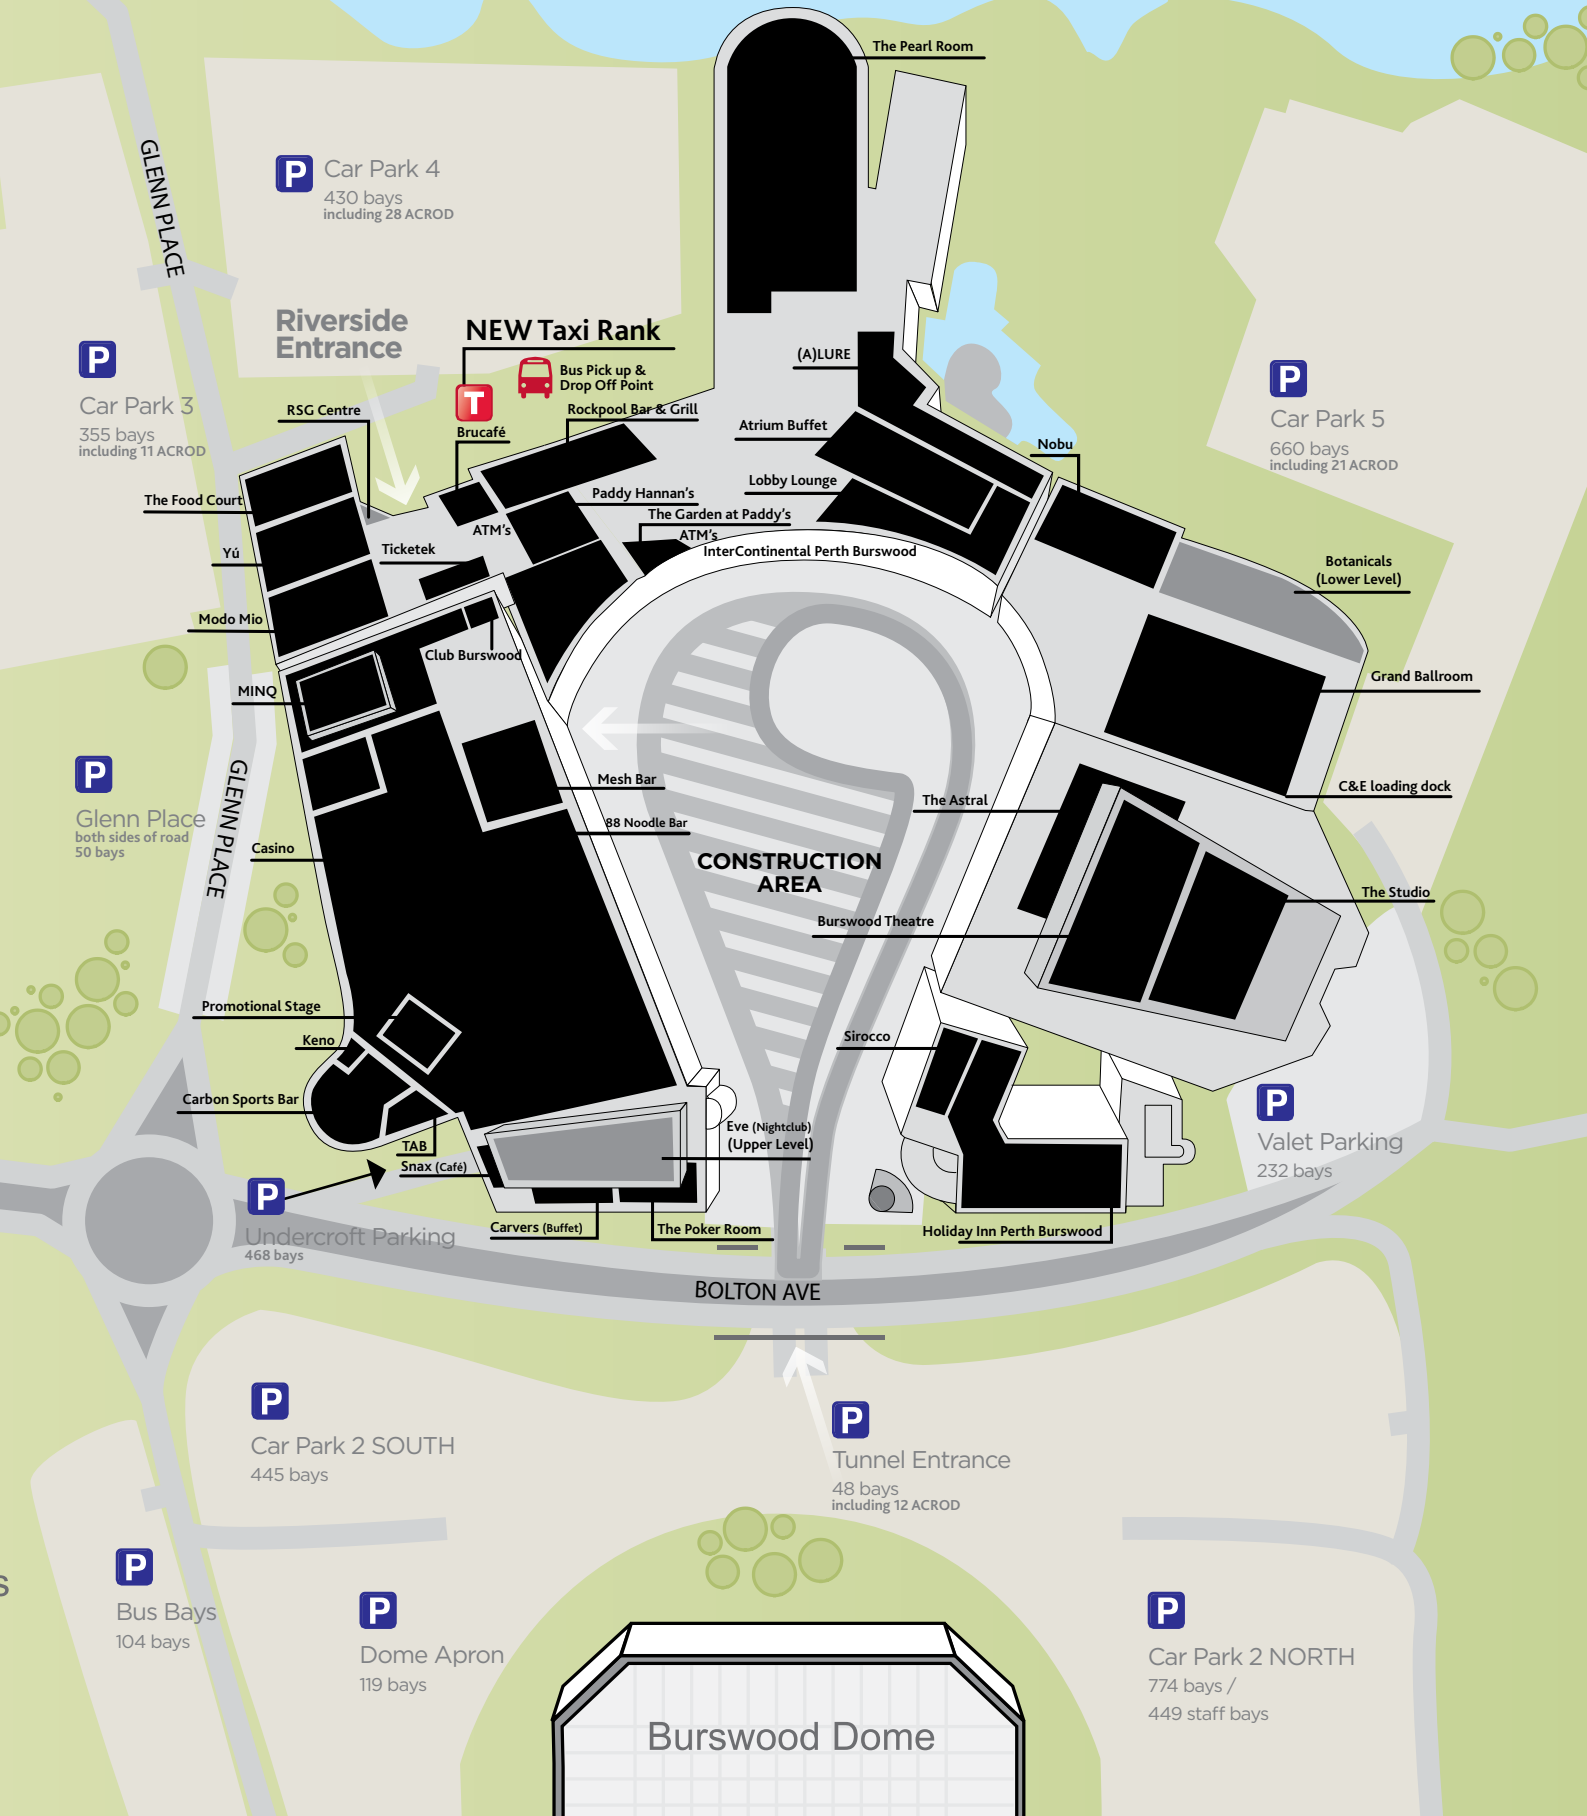 The Pearl Room
GLENN PLACE
P
Car Park 4
430 bays
including 28 ACROD
Riverside
Entrance
NEW Taxi Rank
T
Bus Pick up &
Drop Off Point
P
Car Park 3
355 bays
including 11 ACROD
(A)LURE
P
Car Park 5
660 bays
including 21 ACROD
RSG Centre
Rockpool Bar & Grill
Brucafé
Atrium Buffet
Nobu
Lobby Lounge
The Food Court
Paddy Hannan's
The Garden at Paddy's
ATM's
ATM's
Yú
Ticketek
InterContinental Perth Burswood
Botanicals
(Lower Level)
Modo Mio
Club Burswood
MINQ
Grand Ballroom
GLENN PLACE
P
Glenn Place
both sides of road
50 bays
Mesh Bar
C&E loading dock
The Astral
88 Noodle Bar
Casino
CONSTRUCTION
AREA
The Studio
Burswood Theatre
Promotional Stage
Keno
Sirocco
Carbon Sports Bar
P
Valet Parking
232 bays
Eve (Nightclub)
(Upper Level)
TAB
Snax (Café)
P
Undercroft Parking
468 bays
Carvers (Buffet)
The Poker Room
Holiday Inn Perth Burswood
BOLTON AVE
P
Car Park 2 SOUTH
445 bays
P
Tunnel Entrance
48 bays
including 12 ACROD
s
P
Bus Bays
104 bays
P
Dome Apron
119 bays
P
Car Park 2 NORTH
774 bays /
449 staff bays
Burswood Dome